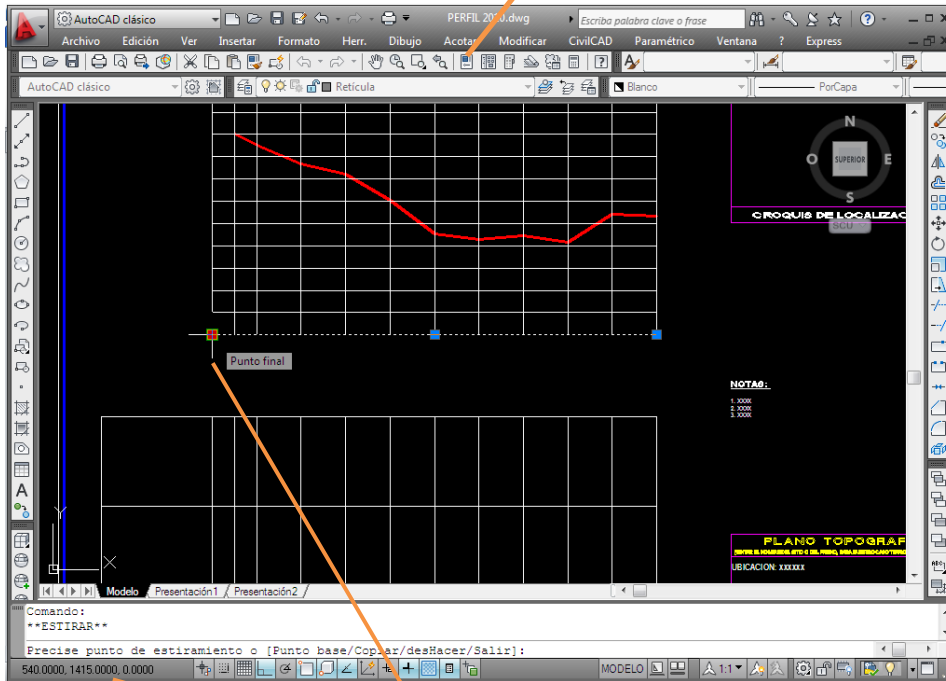 AutoCAD clásico
PERFIL 20
0.dwg
Escriba palabra clave o frase
Archivo Edición Ver Insertar Formato Herr. Dibujo Acotar Modificar CivilCAD Paramétrico Ventana ? Express
AutoCAD clásico
Retícula
Blanco
PorCapa
N
O SUPERIOR E
S
SCU
CROQUIS DE LOCALIZAC
Punto final
NOTAS:
1. XXXX
2. XXXX
3. XXXX
Y
X
PLANO TOPOGRAF
UBICACION: XXXXXX
Modelo Presentación1 Presentación2
Comando:
**ESTIRAR**
Precise punto de estiramiento o [Punto base/Copiar/desHacer/Salir]:
540.0000, 1415.0000, 0.0000
MODELO
1:1